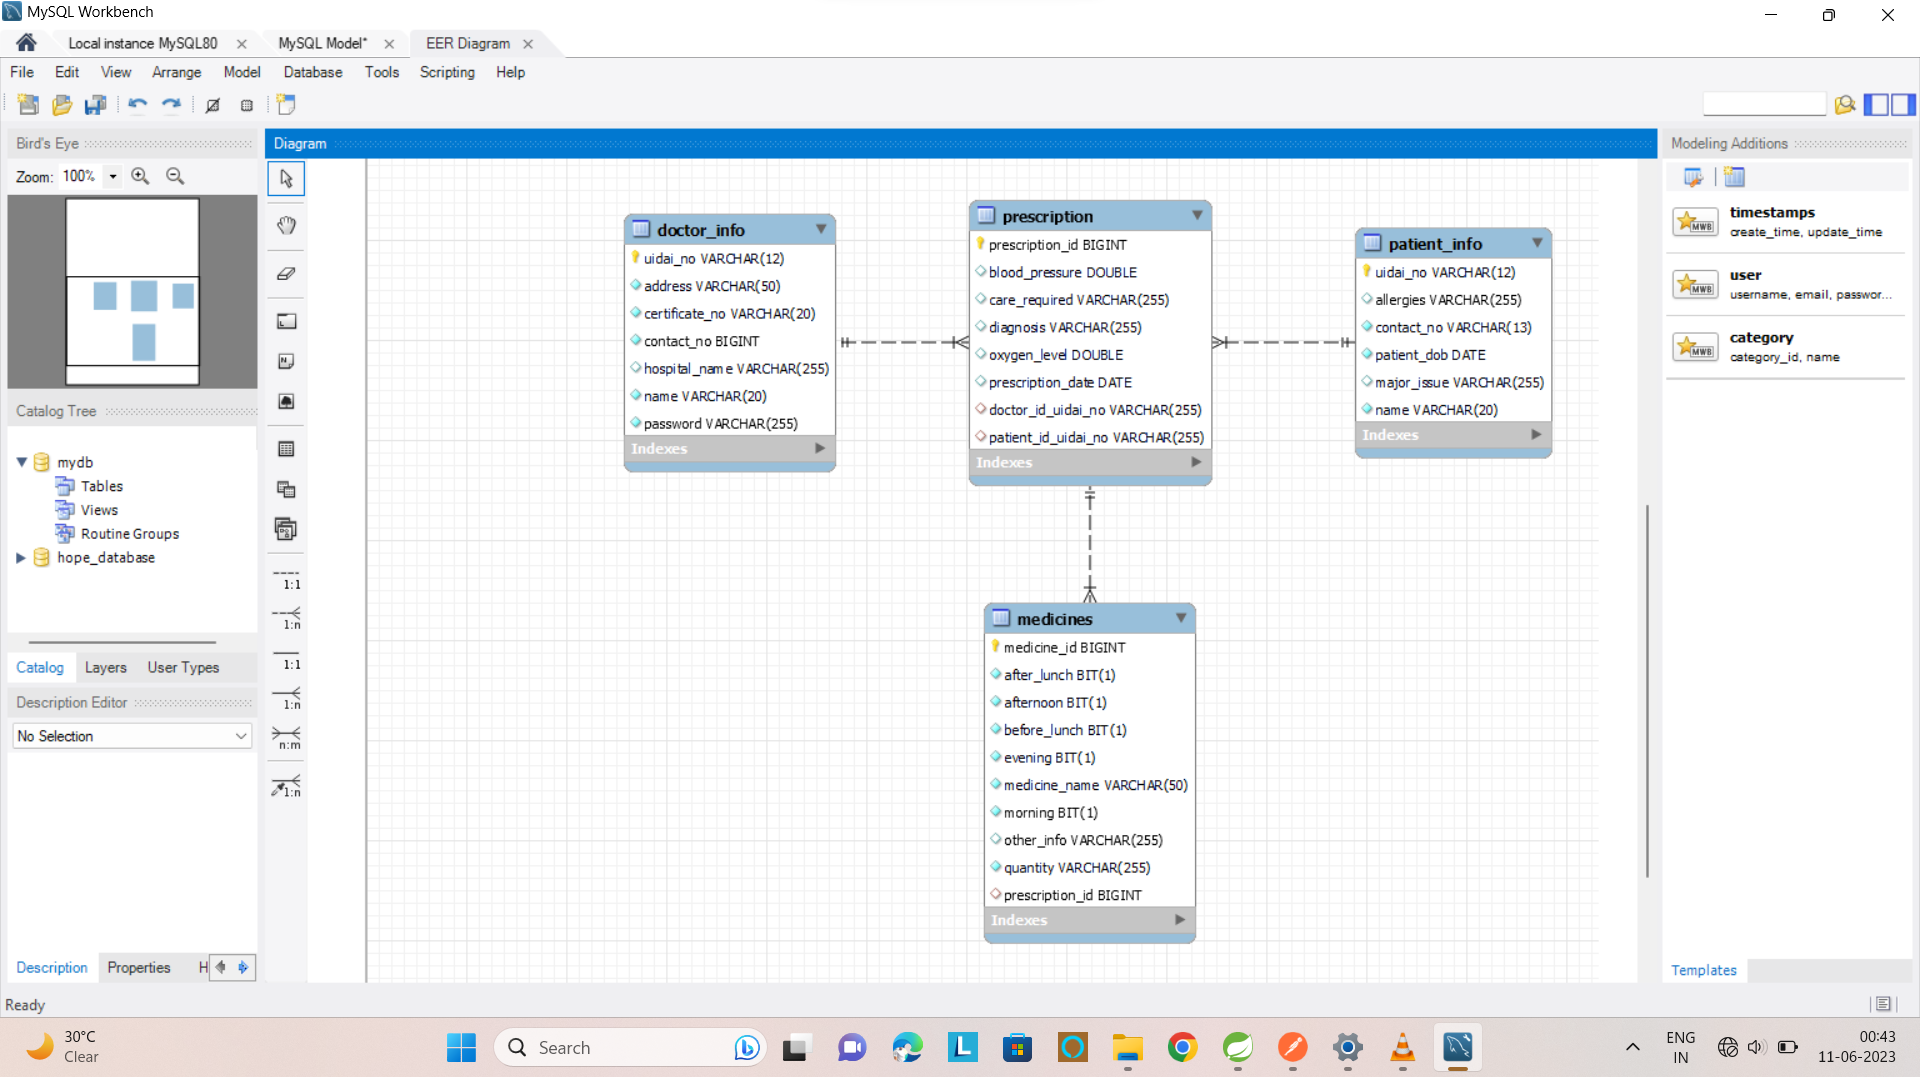 MySQL Workbench
Local instance MySQL80
MySQL Model*
EER Diagram
File Edit View Arrange Model Database Tools Scripting Help
Bird's Eye
Zoom: 100%
Catalog Tree
mydb
Tables
Views
Routine Groups
hope_database
Catalog Layers User Types
Description Editor
No Selection
Description Properties H
Ready
Diagram
1:1
1:n
1:1
1:n
n:m
1:n
doctor_info
uidai_no VARCHAR(12)
address VARCHAR(50)
certificate_no VARCHAR(20)
contact_no BIGINT
hospital_name VARCHAR(255)
name VARCHAR(20)
password VARCHAR(255)
Indexes
prescription
prescription_id BIGINT
blood_pressure DOUBLE
care_required VARCHAR(255)
diagnosis VARCHAR(255)
oxygen_level DOUBLE
prescription_date DATE
doctor_id_uidai_no VARCHAR(255)
patient_id_uidai_no VARCHAR(255)
Indexes
patient_info
uidai_no VARCHAR(12)
allergies VARCHAR(255)
contact_no VARCHAR(13)
patient_dob DATE
major_issue VARCHAR(255)
name VARCHAR(20)
Indexes
medicines
medicine_id BIGINT
after_lunch BIT(1)
afternoon BIT(1)
before_lunch BIT(1)
evening BIT(1)
medicine_name VARCHAR(50)
morning BIT(1)
other_info VARCHAR(255)
quantity VARCHAR(255)
prescription_id BIGINT
Indexes
Modeling Additions
MWB
timestamps
create_time, update_time
MWB
user
username, email, passwor...
MWB
category
category_id, name
Templates
30°C
Clear
Search
L
ENG
IN
00:43
11-06-2023